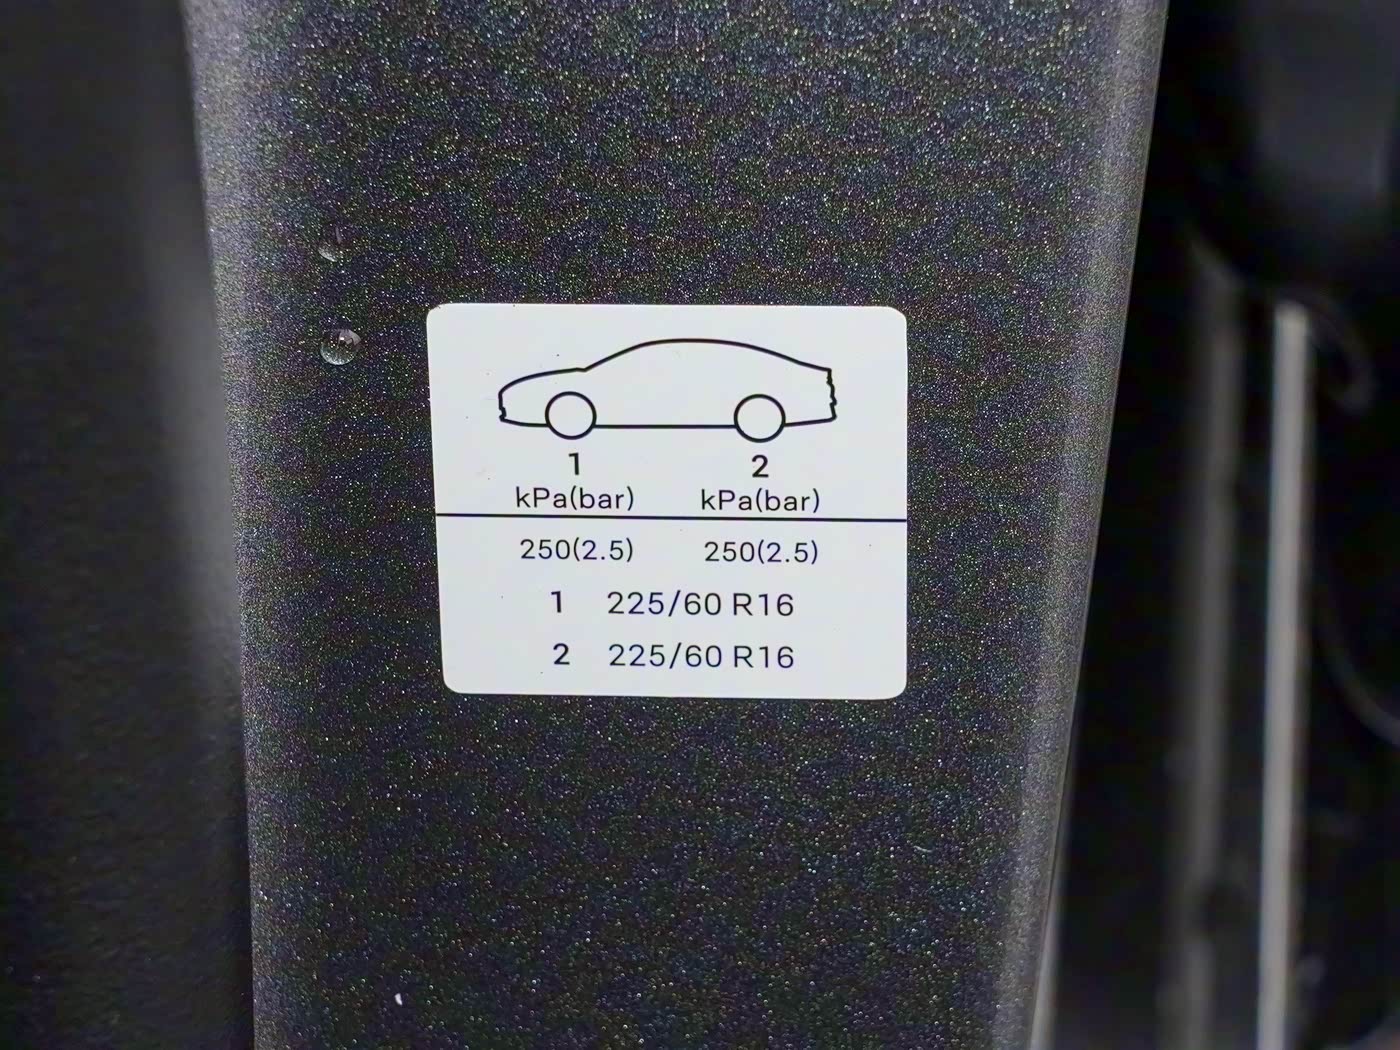 1 2
kPa(bar) kPa(bar)
250(2.5) 250(2.5)
1 225/60 R16
2 225/60 R16